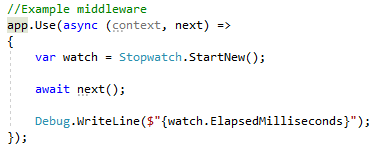 //Example middleware
app.Use(async (context, next) =>
{
    var watch = Stopwatch.StartNew();
    await next();
    Debug.WriteLine($"{watch.ElapsedMilliseconds}");
});